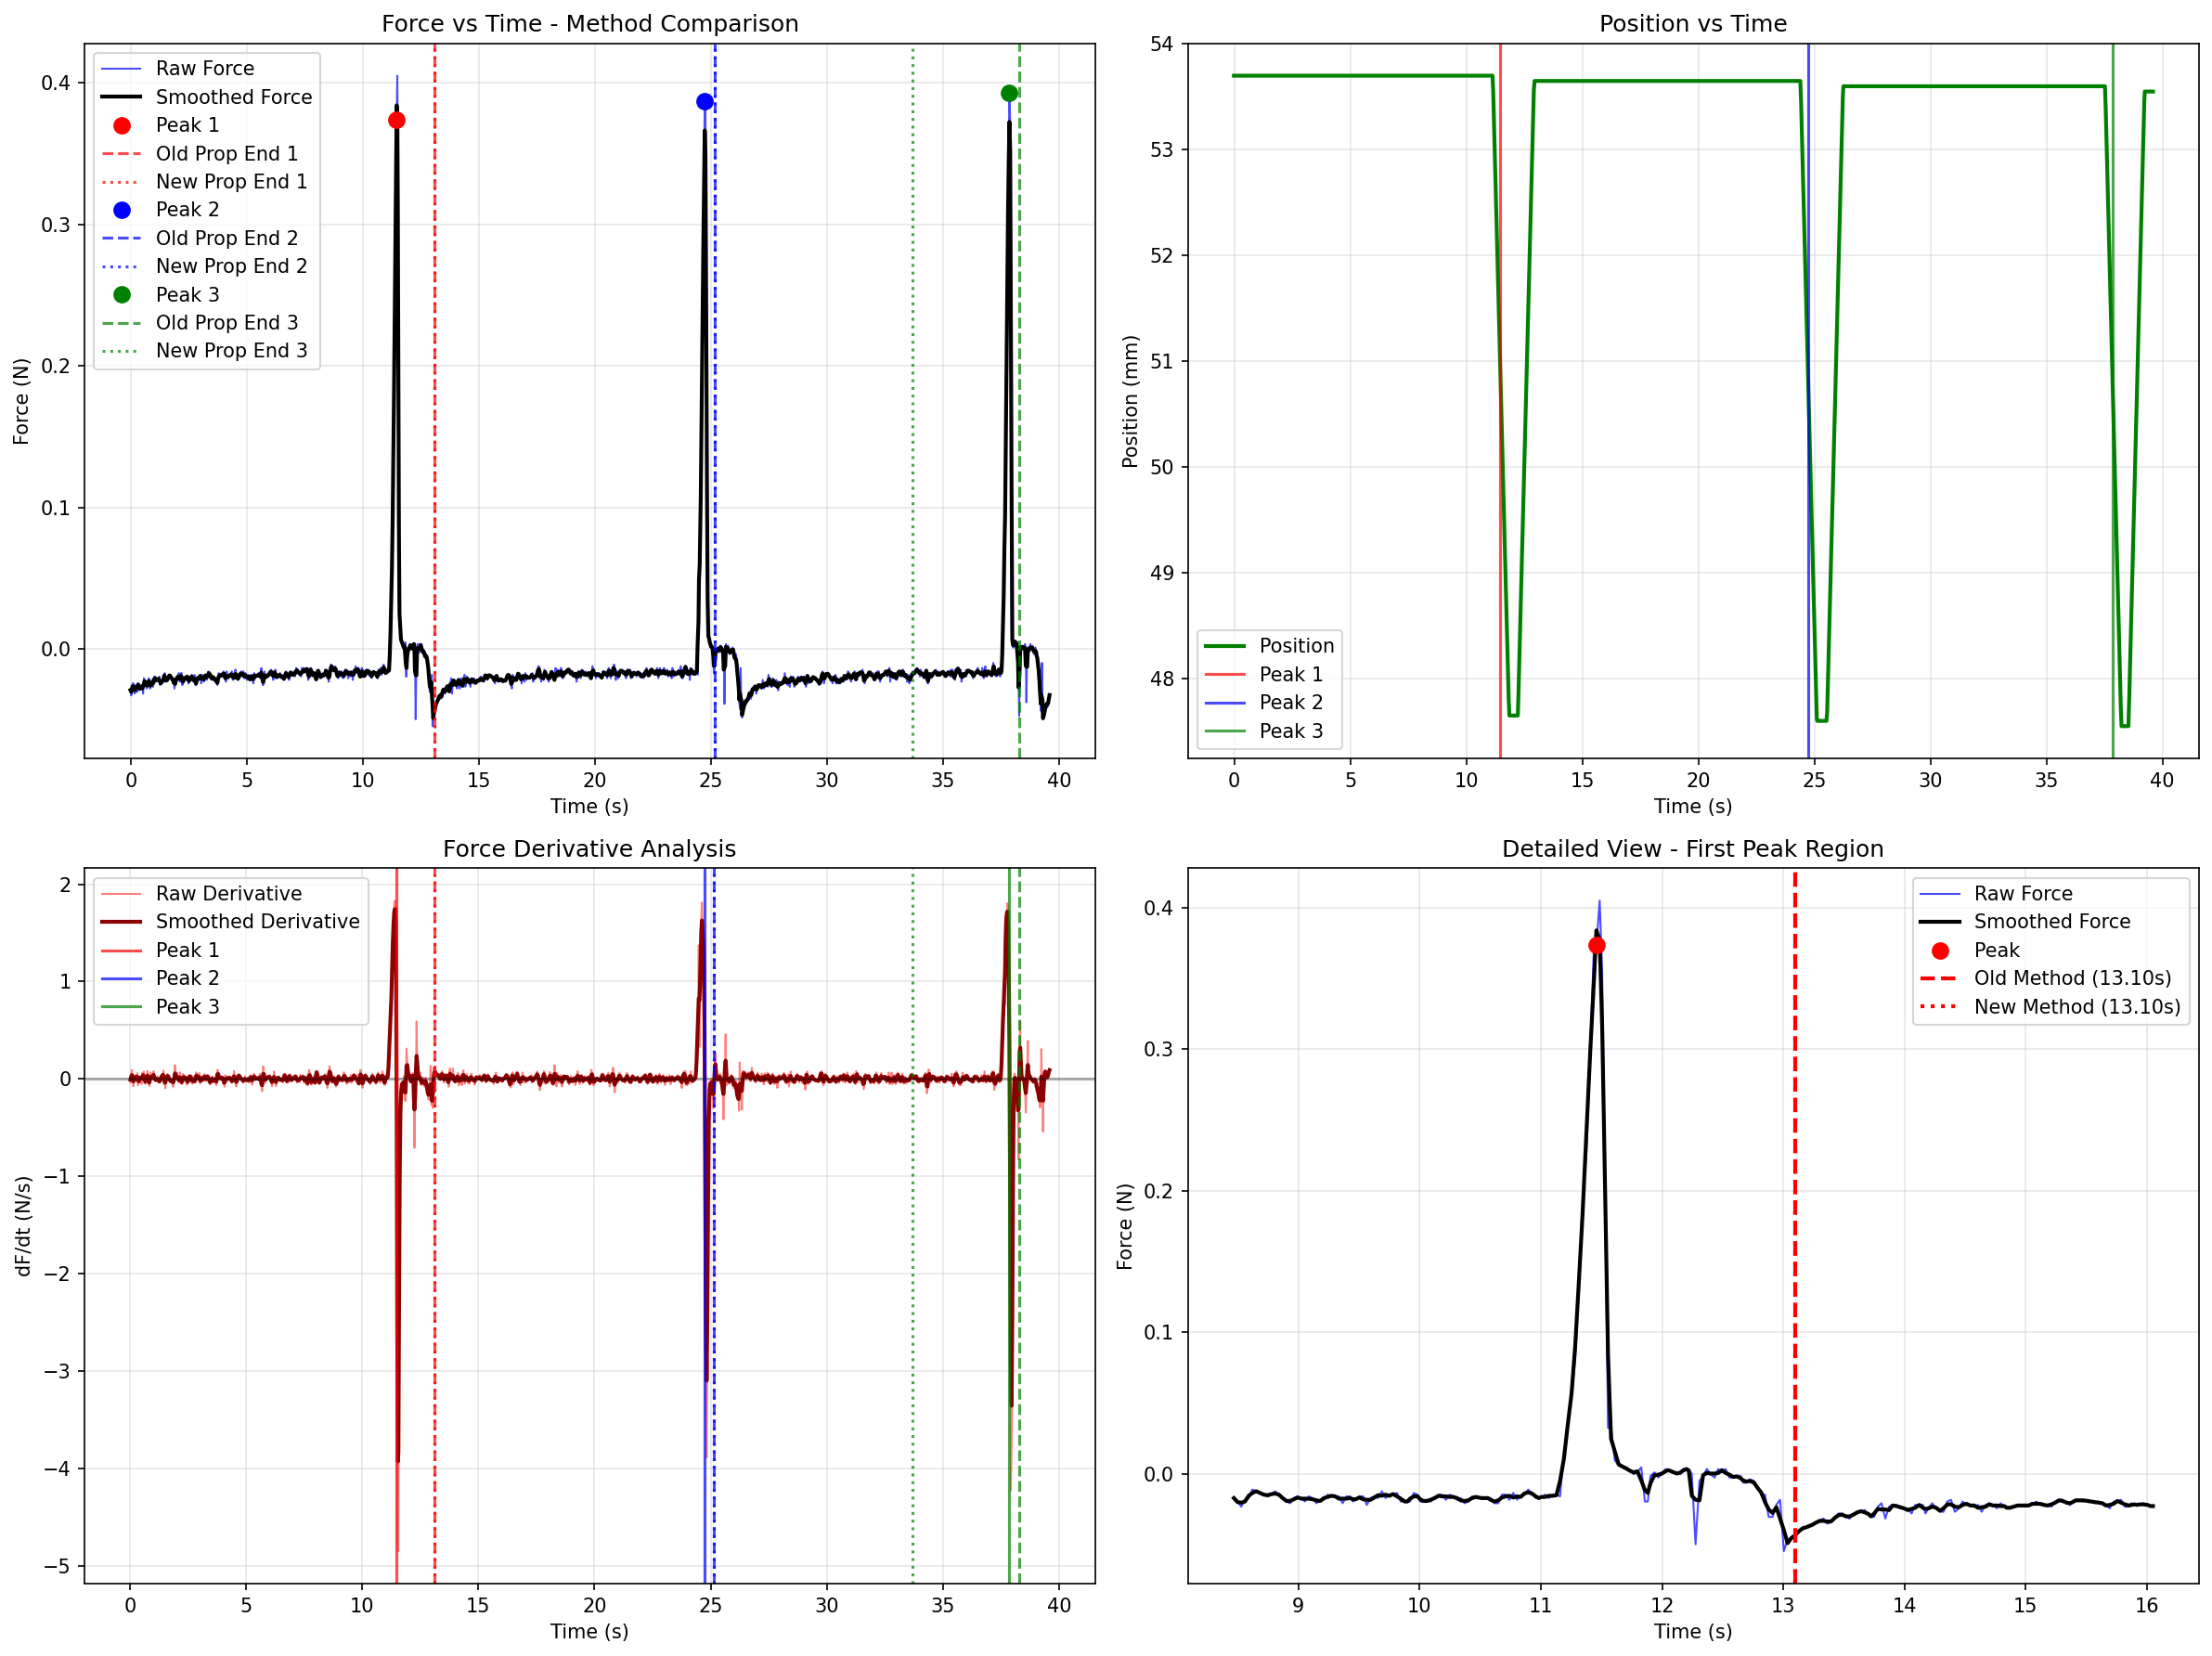 Force vs Time - Method Comparison
Raw Force
Smoothed Force
Peak 1
Old Prop End 1
New Prop End 1
Peak 2
Old Prop End 2
New Prop End 2
Peak 3
Old Prop End 3
New Prop End 3
Force (N)
0.4
0.3
0.2
0.1
0.0
0 5 10 15 20 25 30 35 40
Time (s)
Position vs Time
Position (mm)
54
53
52
51
50
49
48
Position
Peak 1
Peak 2
Peak 3
0 5 10 15 20 25 30 35 40
Time (s)
Force Derivative Analysis
Raw Derivative
Smoothed Derivative
Peak 1
Peak 2
Peak 3
dF/dt (N/s)
2
1
0
−1
−2
−3
−4
−5
0 5 10 15 20 25 30 35 40
Time (s)
Detailed View - First Peak Region
Raw Force
Smoothed Force
Peak
Old Method (13.10s)
New Method (13.10s)
Force (N)
0.4
0.3
0.2
0.1
0.0
9 10 11 12 13 14 15 16
Time (s)